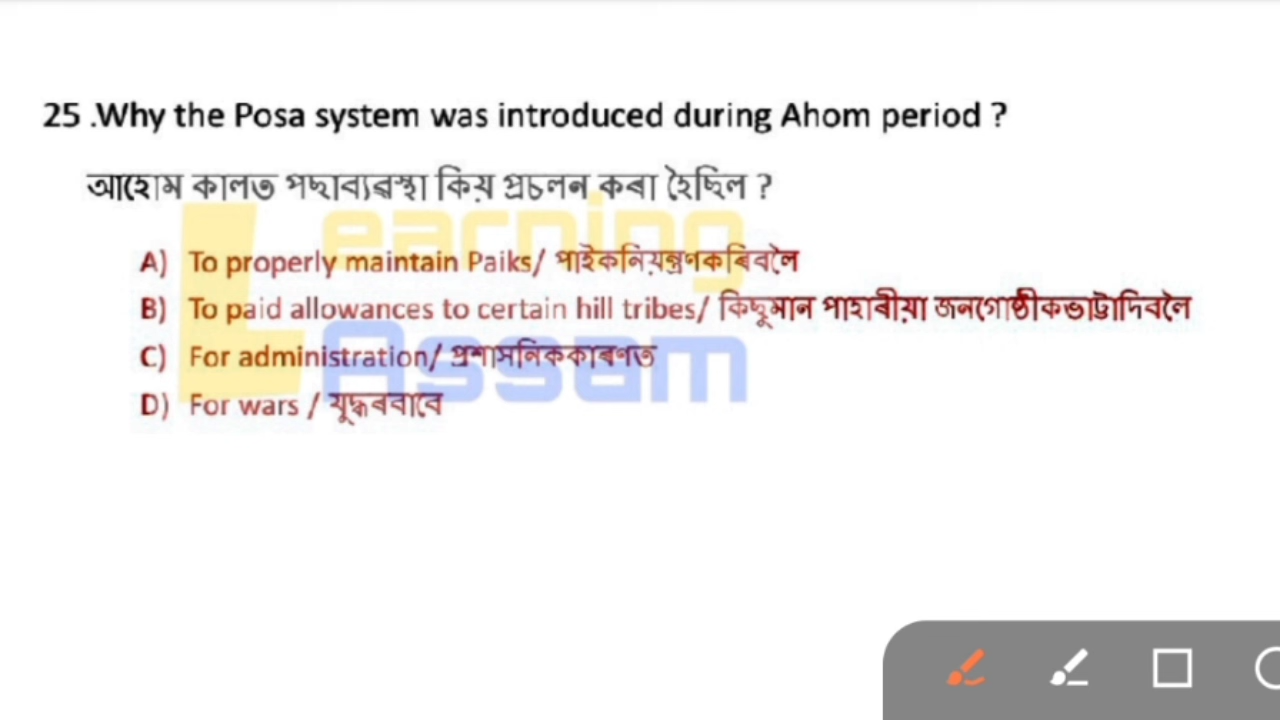 25 .Why the Posa system was introduced during Ahom period ?
আহোম কালত পছাব্যৱস্থা কিয় প্ৰচলন কৰা হৈছিল ?
A) To properly maintain Paiks/ পাইকনিয়ন্ত্ৰণকৰিবলৈ
B) To paid allowances to certain hill tribes/ কিছুমান পাহাৰীয়া জনগোষ্ঠীকভাট্টাদিবলৈ
C) For administration/ প্ৰশাসনিককাৰণত
D) For wars / যুদ্ধৰবাবে
Learning
Assam